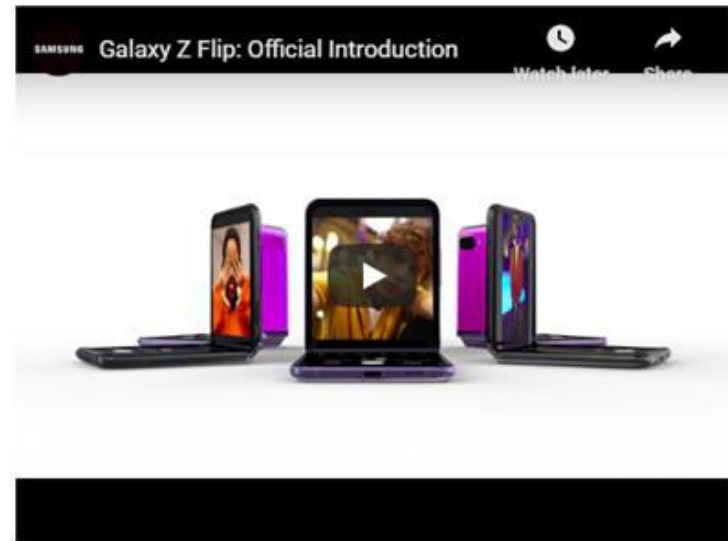 SAMSUNG
Galaxy Z Flip: Official Introduction
Watch later
Share